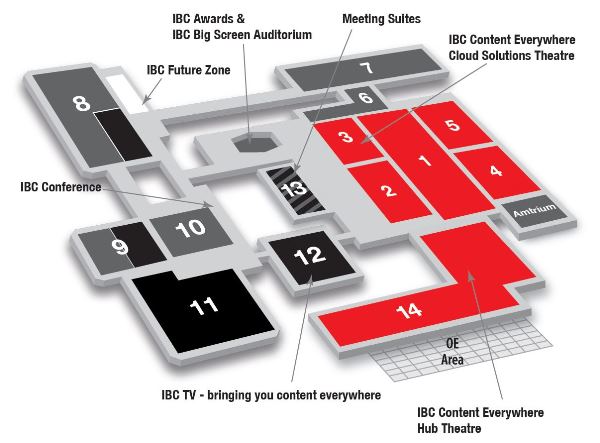 IBC Awards &
IBC Big Screen Auditorium
Meeting Suites
IBC Content Everywhere
Cloud Solutions Theatre
IBC Future Zone
7
8
6
3
5
1
4
2
13
IBC Conference
Amtrium
9
10
12
11
14
OE
Area
IBC TV - bringing you content everywhere
IBC Content Everywhere
Hub Theatre